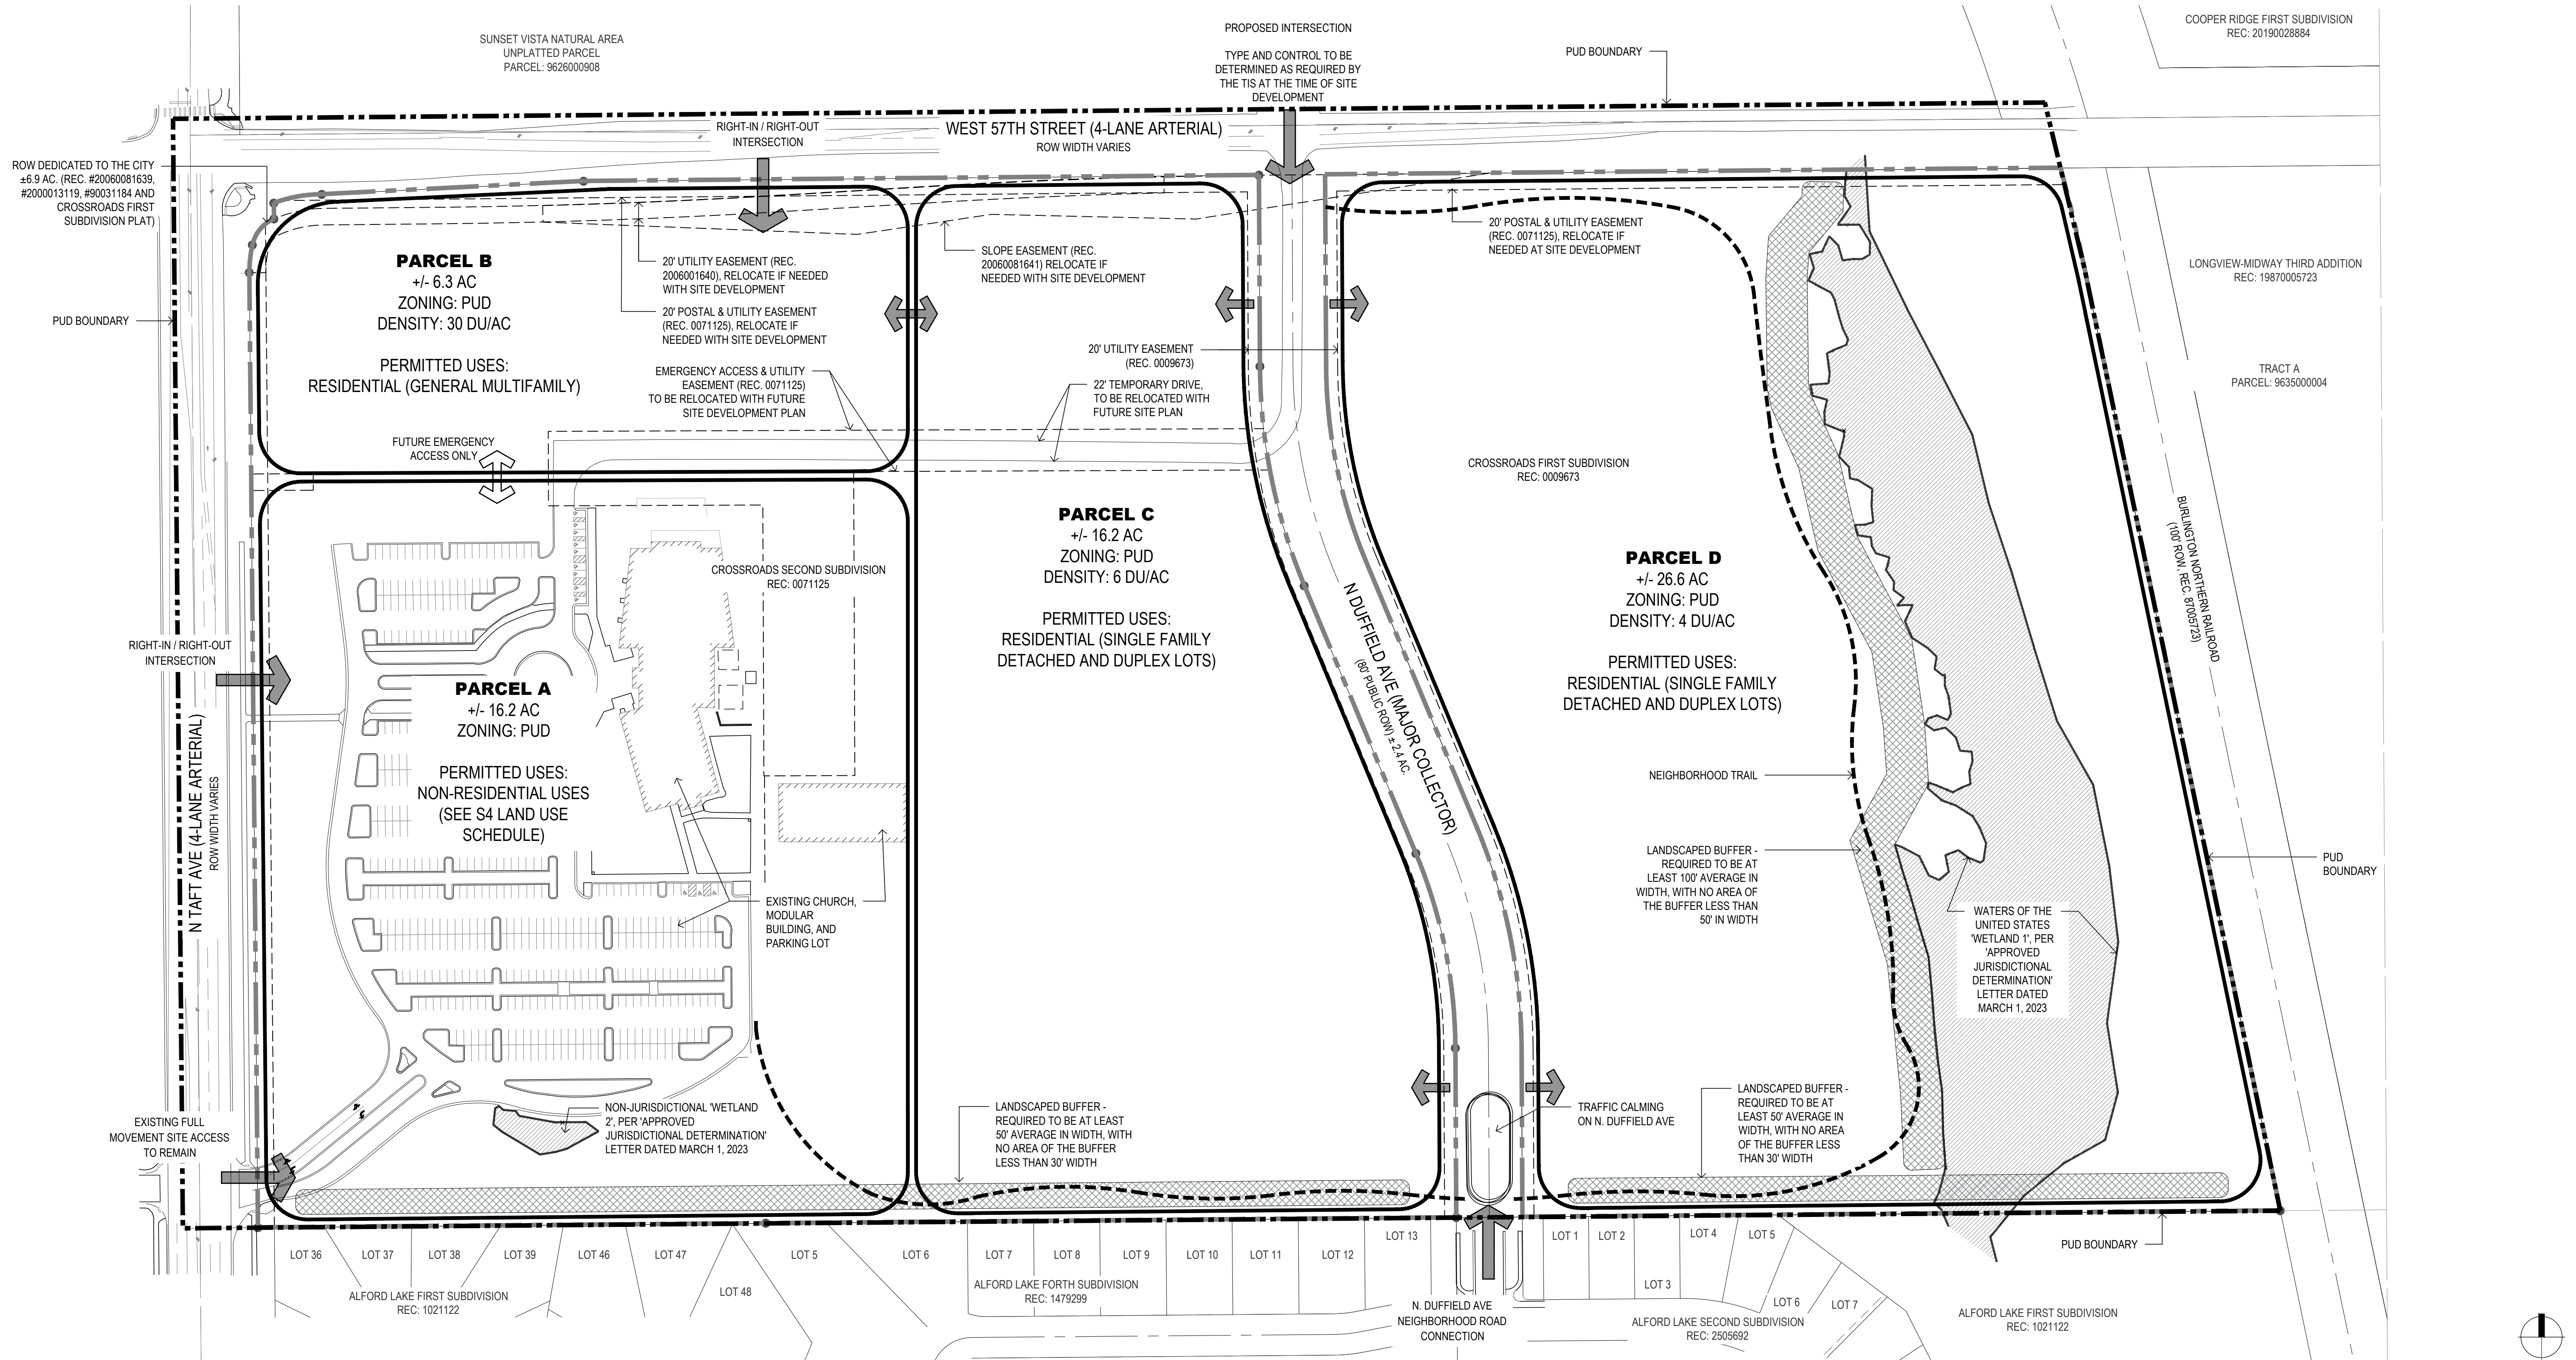 SUNSET VISTA NATURAL AREA
UNPLATTED PARCEL
PARCEL: 9626000908
PROPOSED INTERSECTION
TYPE AND CONTROL TO BE
DETERMINED AS REQUIRED BY
THE TIS AT THE TIME OF SITE
DEVELOPMENT
PUD BOUNDARY
COOPER RIDGE FIRST SUBDIVISION
REC: 20190028884
RIGHT-IN / RIGHT-OUT
INTERSECTION
WEST 57TH STREET (4-LANE ARTERIAL)
ROW WIDTH VARIES
ROW DEDICATED TO THE CITY
±6.9 AC. (REC. #20060081639,
#2000013119, #90031184 AND
CROSSROADS FIRST
SUBDIVISION PLAT)
PUD BOUNDARY
PARCEL B
+/- 6.3 AC
ZONING: PUD
DENSITY: 30 DU/AC
PERMITTED USES:
RESIDENTIAL (GENERAL MULTIFAMILY)
20' UTILITY EASEMENT (REC.
2006001640), RELOCATE IF NEEDED
WITH SITE DEVELOPMENT
20' POSTAL & UTILITY EASEMENT
(REC. 0071125), RELOCATE IF
NEEDED WITH SITE DEVELOPMENT
EMERGENCY ACCESS & UTILITY
EASEMENT (REC. 0071125)
TO BE RELOCATED WITH FUTURE
SITE DEVELOPMENT PLAN
FUTURE EMERGENCY
ACCESS ONLY
SLOPE EASEMENT (REC.
20060081641) RELOCATE IF
NEEDED WITH SITE DEVELOPMENT
20' UTILITY EASEMENT
(REC. 0009673)
22' TEMPORARY DRIVE,
TO BE RELOCATED WITH
FUTURE SITE PLAN
20' POSTAL & UTILITY EASEMENT
(REC. 0071125), RELOCATE IF
NEEDED AT SITE DEVELOPMENT
LONGVIEW-MIDWAY THIRD ADDITION
REC: 19870005723
TRACT A
PARCEL: 9635000004
CROSSROADS FIRST SUBDIVISION
REC: 0009673
BURLINGTON NORTHERN RAILROAD
(100' ROW, REC. 87005723)
CROSSROADS SECOND SUBDIVISION
REC: 0071125
PARCEL C
+/- 16.2 AC
ZONING: PUD
DENSITY: 6 DU/AC
PERMITTED USES:
RESIDENTIAL (SINGLE FAMILY
DETACHED AND DUPLEX LOTS)
PARCEL D
+/- 26.6 AC
ZONING: PUD
DENSITY: 4 DU/AC
PERMITTED USES:
RESIDENTIAL (SINGLE FAMILY
DETACHED AND DUPLEX LOTS)
N DUFFIELD AVE (MAJOR COLLECTOR)
(80' PUBLIC ROW) ± 2.4 AC.
RIGHT-IN / RIGHT-OUT
INTERSECTION
N TAFT AVE (4-LANE ARTERIAL)
ROW WIDTH VARIES
PARCEL A
+/- 16.2 AC
ZONING: PUD
PERMITTED USES:
NON-RESIDENTIAL USES
(SEE S4 LAND USE
SCHEDULE)
NEIGHBORHOOD TRAIL
LANDSCAPED BUFFER -
REQUIRED TO BE AT
LEAST 100' AVERAGE IN
WIDTH, WITH NO AREA OF
THE BUFFER LESS THAN
50' IN WIDTH
PUD
BOUNDARY
EXISTING CHURCH,
MODULAR
BUILDING, AND
PARKING LOT
WATERS OF THE
UNITED STATES
'WETLAND 1', PER
'APPROVED
JURISDICTIONAL
DETERMINATION'
LETTER DATED
MARCH 1, 2023
EXISTING FULL
MOVEMENT SITE ACCESS
TO REMAIN
NON-JURISDICTIONAL 'WETLAND
2', PER 'APPROVED
JURISDICTIONAL DETERMINATION'
LETTER DATED MARCH 1, 2023
LANDSCAPED BUFFER -
REQUIRED TO BE AT LEAST
50' AVERAGE IN WIDTH, WITH
NO AREA OF THE BUFFER
LESS THAN 30' WIDTH
TRAFFIC CALMING
ON N. DUFFIELD AVE
LANDSCAPED BUFFER -
REQUIRED TO BE AT
LEAST 50' AVERAGE IN
WIDTH, WITH NO AREA
OF THE BUFFER LESS
THAN 30' WIDTH
PUD BOUNDARY
LOT 36
LOT 37
LOT 38
LOT 39
LOT 46
LOT 47
LOT 48
LOT 5
LOT 6
LOT 7
LOT 8
LOT 9
LOT 10
LOT 11
LOT 12
LOT 13
LOT 1
LOT 2
LOT 3
LOT 4
LOT 5
LOT 6
LOT 7
ALFORD LAKE FIRST SUBDIVISION
REC: 1021122
ALFORD LAKE FORTH SUBDIVISION
REC: 1479299
N. DUFFIELD AVE
NEIGHBORHOOD ROAD
CONNECTION
ALFORD LAKE SECOND SUBDIVISION
REC: 2505692
ALFORD LAKE FIRST SUBDIVISION
REC: 1021122